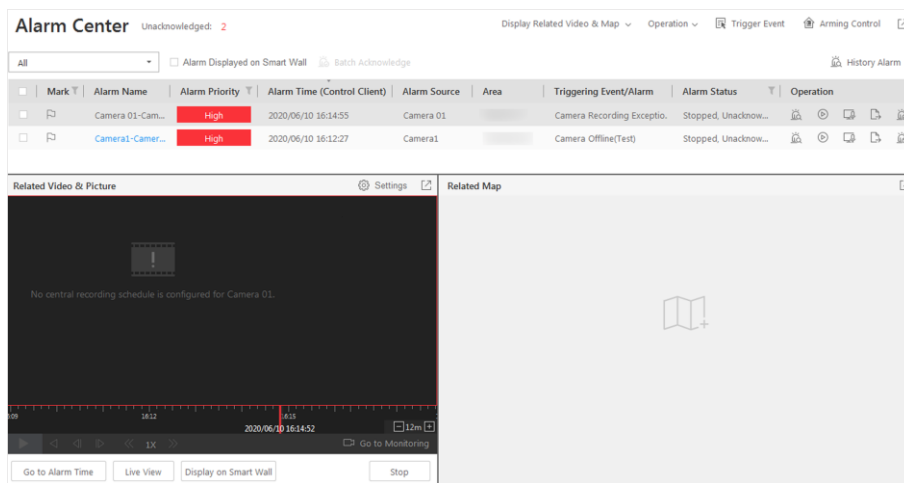 Alarm Center Unacknowledged: 2 Display Related Video & Map Operation Trigger Event Arming Control
All Alarm Displayed on Smart Wall Batch Acknowledge History Alarm
Mark Alarm Name Alarm Priority Alarm Time (Control Client) Alarm Source Area Triggering Event/Alarm Alarm Status Operation
Camera 01-Cam... High 2020/06/10 16:14:55 Camera 01 Camera Recording Exceptio. Stopped, Unacknow...
Camera1-Camer... High 2020/06/10 16:12:27 Camera1 Camera Offline(Test) Stopped, Unacknow...
Related Video & Picture Settings Related Map
No central recording schedule is configured for Camera 01.
16:12 16:15
2020/06/10 16:14:52 12m
1X Go to Monitoring
Go to Alarm Time Live View Display on Smart Wall Stop